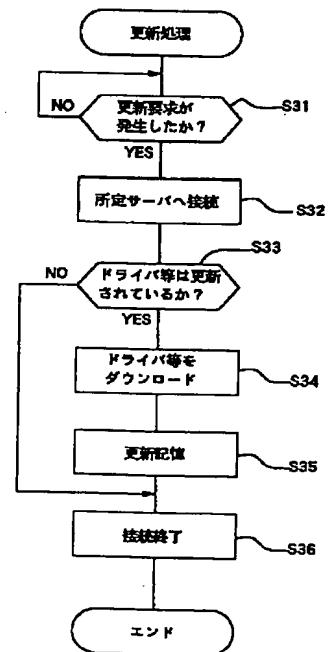 更新処理
更新要求が
発生したか？
S31
NO
YES
所定サーバへ接続
S32
S33
NO
ドライバ等は更新
されているか？
YES
ドライバ等を
ダウンロード
S34
更新記憶
S35
接続終了
S36
エンド